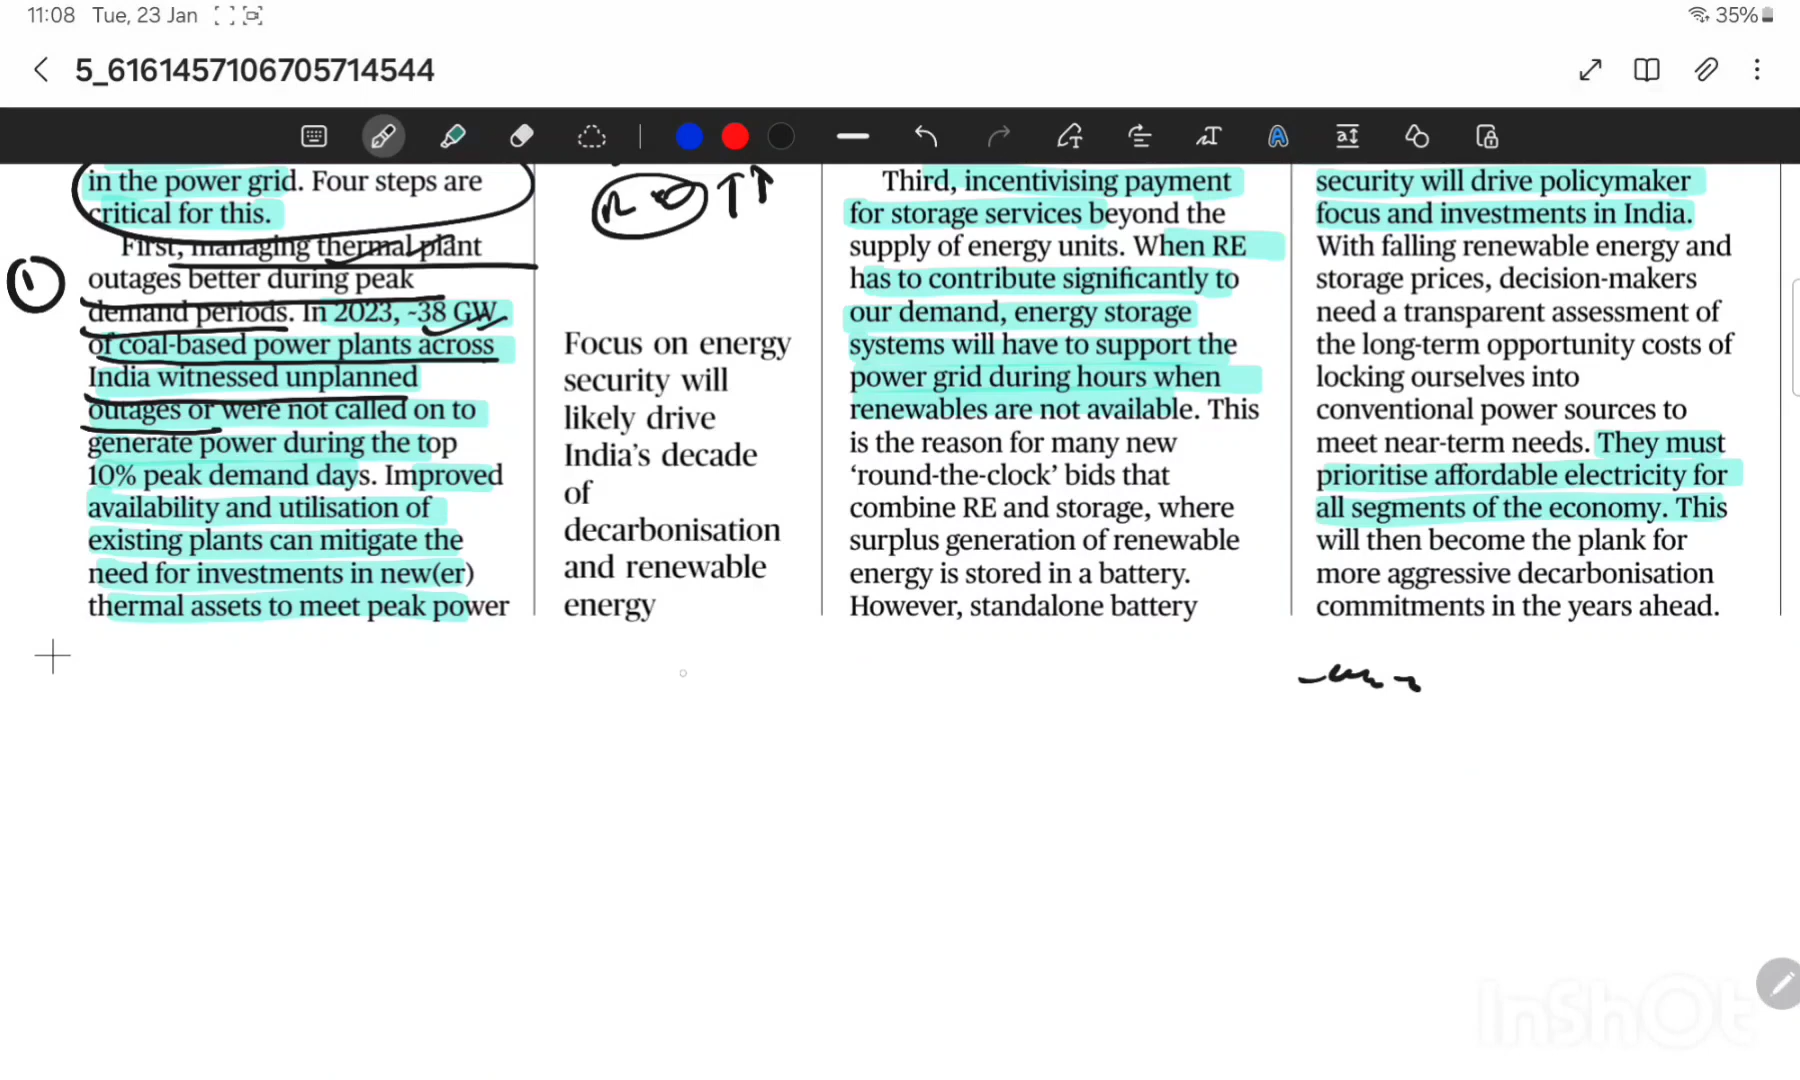 11:08 Tue, 23 Jan
35%
5_6161457106705714544
in the power grid. Four steps are
critical for this.
First, managing thermal plant
outages better during peak
demand periods. In 2023, ~38 GW
of coal-based power plants across
India witnessed unplanned
outages or were not called on to
generate power during the top
10% peak demand days. Improved
availability and utilisation of
existing plants can mitigate the
need for investments in new(er)
thermal assets to meet peak power
1
Focus on energy
security will
likely drive
India's decade
of
decarbonisation
and renewable
energy
Third, incentivising payment
for storage services beyond the
supply of energy units. When RE
has to contribute significantly to
our demand, energy storage
systems will have to support the
power grid during hours when
renewables are not available. This
is the reason for many new
'round-the-clock' bids that
combine RE and storage, where
surplus generation of renewable
energy is stored in a battery.
However, standalone battery
security will drive policymaker
focus and investments in India.
With falling renewable energy and
storage prices, decision-makers
need a transparent assessment of
the long-term opportunity costs of
locking ourselves into
conventional power sources to
meet near-term needs. They must
prioritise affordable electricity for
all segments of the economy. This
will then become the plank for
more aggressive decarbonisation
commitments in the years ahead.
InShOt